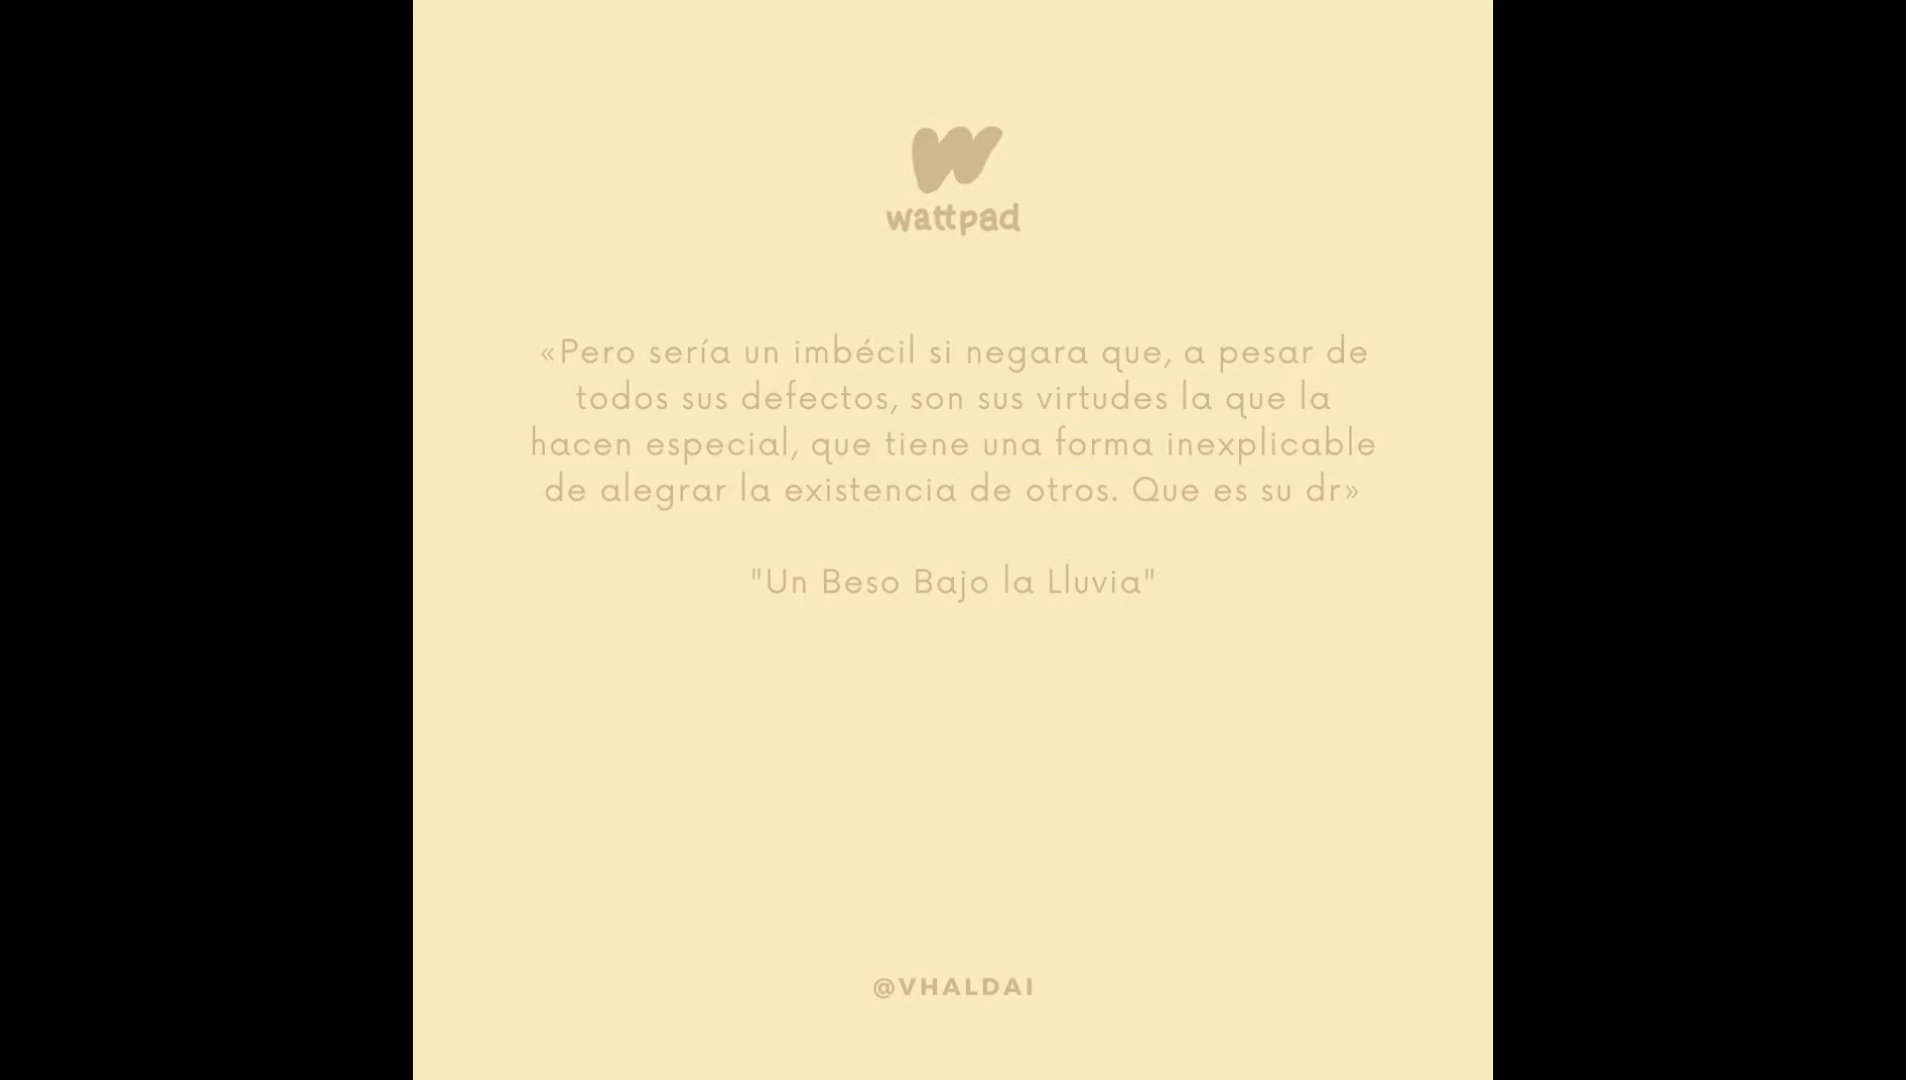 wattpad
«Pero sería un imbécil si negara que, a pesar de
todos sus defectos, son sus virtudes la que la
hacen especial, que tiene una forma inexplicable
de alegrar la existencia de otros. Que es su dr»
"Un Beso Bajo la Lluvia"
@VHALDAI